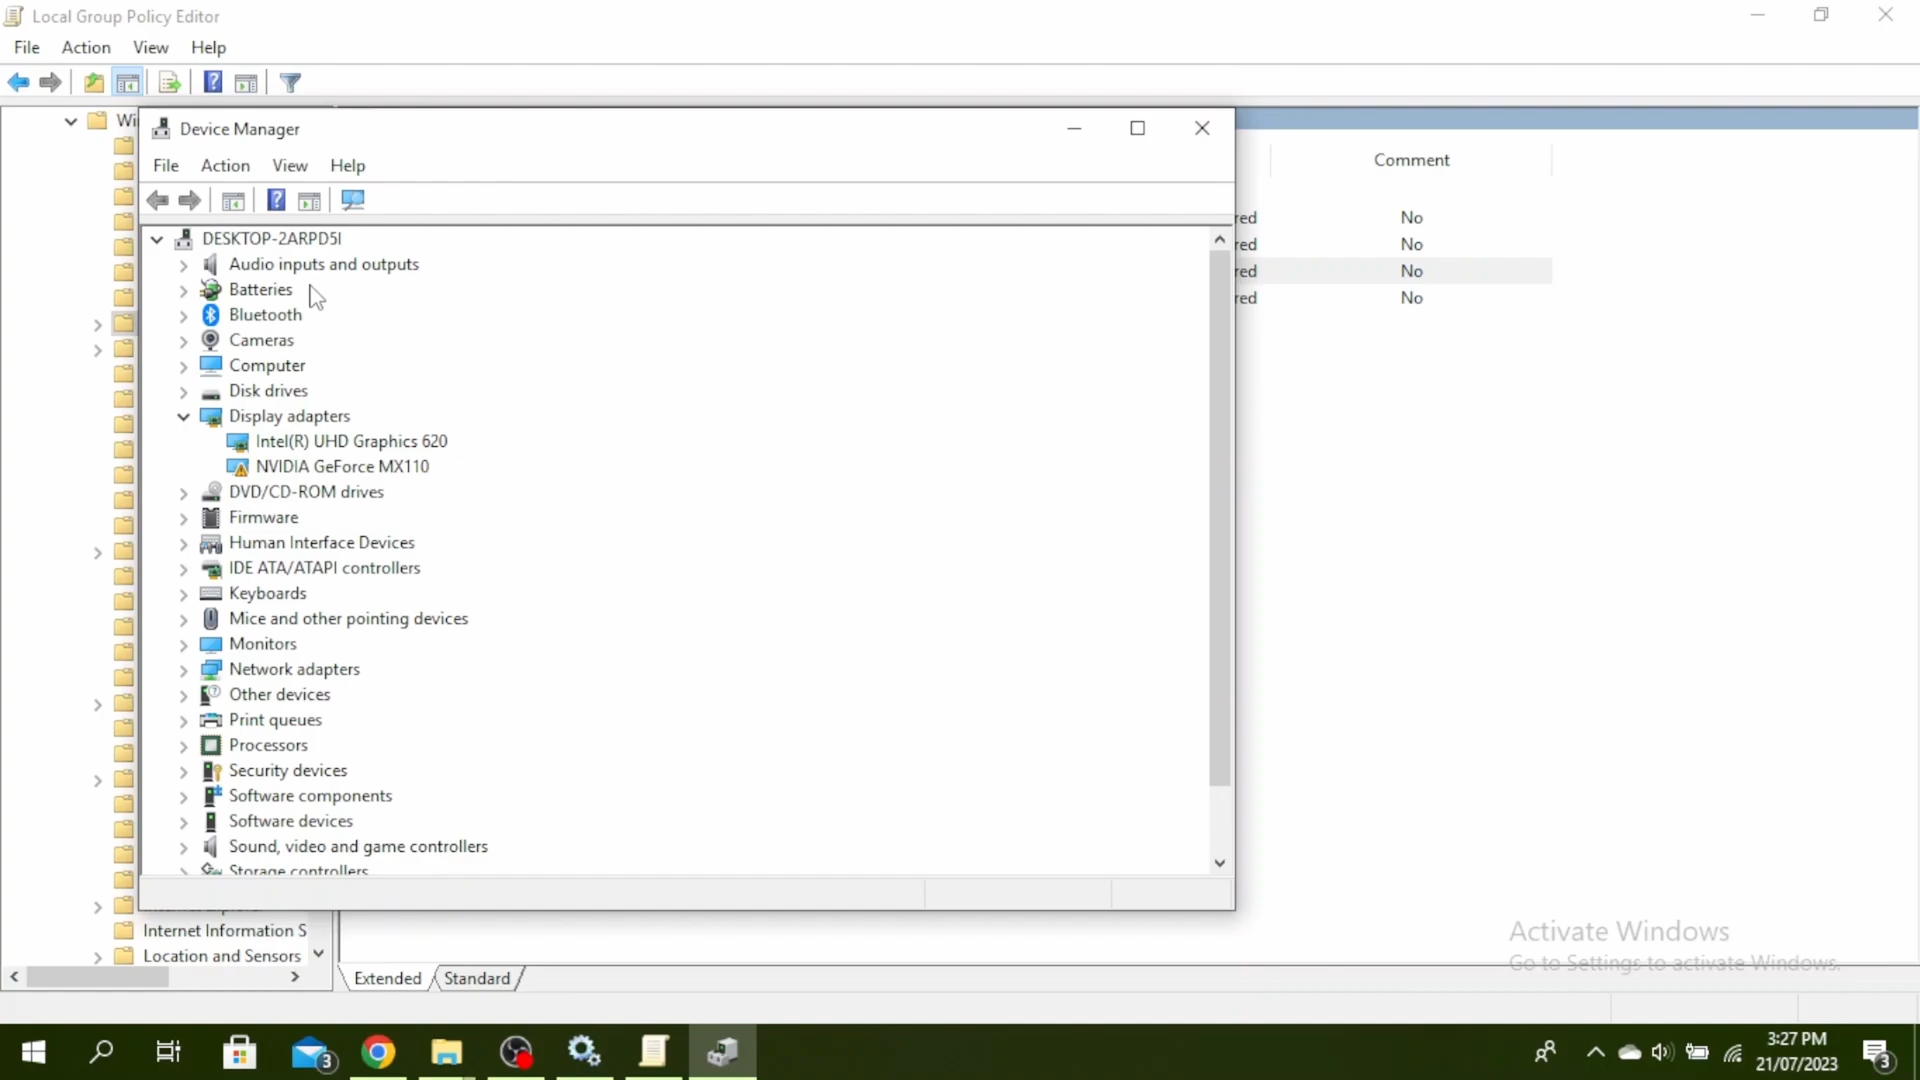 Local Group Policy Editor
File Action View Help
Wi
Device Manager
File Action View Help
DESKTOP-2ARPD5I
Audio inputs and outputs
Batteries
Bluetooth
Cameras
Computer
Disk drives
Display adapters
Intel(R) UHD Graphics 620
NVIDIA GeForce MX110
DVD/CD-ROM drives
Firmware
Human Interface Devices
IDE ATA/ATAPI controllers
Keyboards
Mice and other pointing devices
Monitors
Network adapters
Other devices
Print queues
Processors
Security devices
Software components
Software devices
Sound, video and game controllers
Storage controllers
Comment
red No
red No
red No
red No
Internet Information S
Location and Sensors
Extended Standard
Activate Windows
Go to Settings to activate Windows.
3
3:27 PM
21/07/2023
3